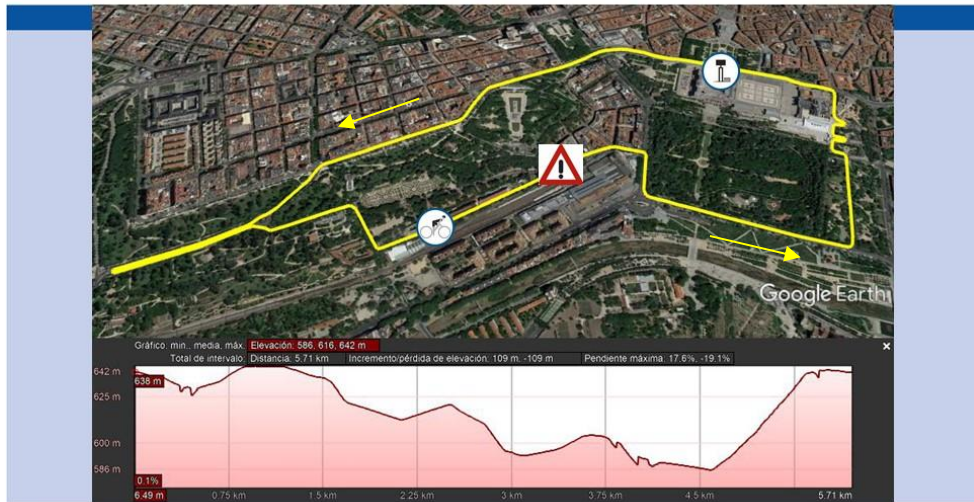 Google Earth
Gráfico: mín., media, máx. Elevación: 586, 616, 642 m
Total de intervalo: Distancia: 5,71 km Incremento/pérdida de elevación: 109 m, -109 m Pendiente máxima: 17.6%, -19.1%
642 m
638 m
625 m
600 m
586 m
0.1%
6.49 m 0.75 km 1.5 km 2.25 km 3 km 3.75 km 4.5 km 5.71 km